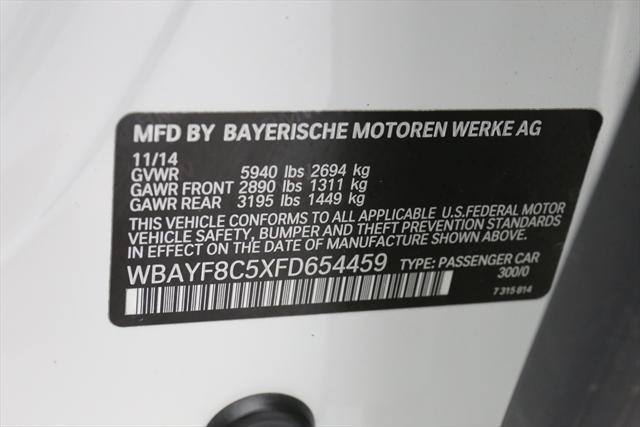 MFD BY BAYERISCHE MOTOREN WERKE AG
11/14
GVWR 5940 lbs 2694 kg
GAWR FRONT 2890 lbs 1311 kg
GAWR REAR 3195 lbs 1449 kg
THIS VEHICLE CONFORMS TO ALL APPLICABLE U.S.FEDERAL MOTOR
VEHICLE SAFETY, BUMPER AND THEFT PREVENTION STANDARDS
IN EFFECT ON THE DATE OF MANUFACTURE SHOWN ABOVE.
WBAYF8C5XFD654459 TYPE: PASSENGER CAR
300/0
7 315 814